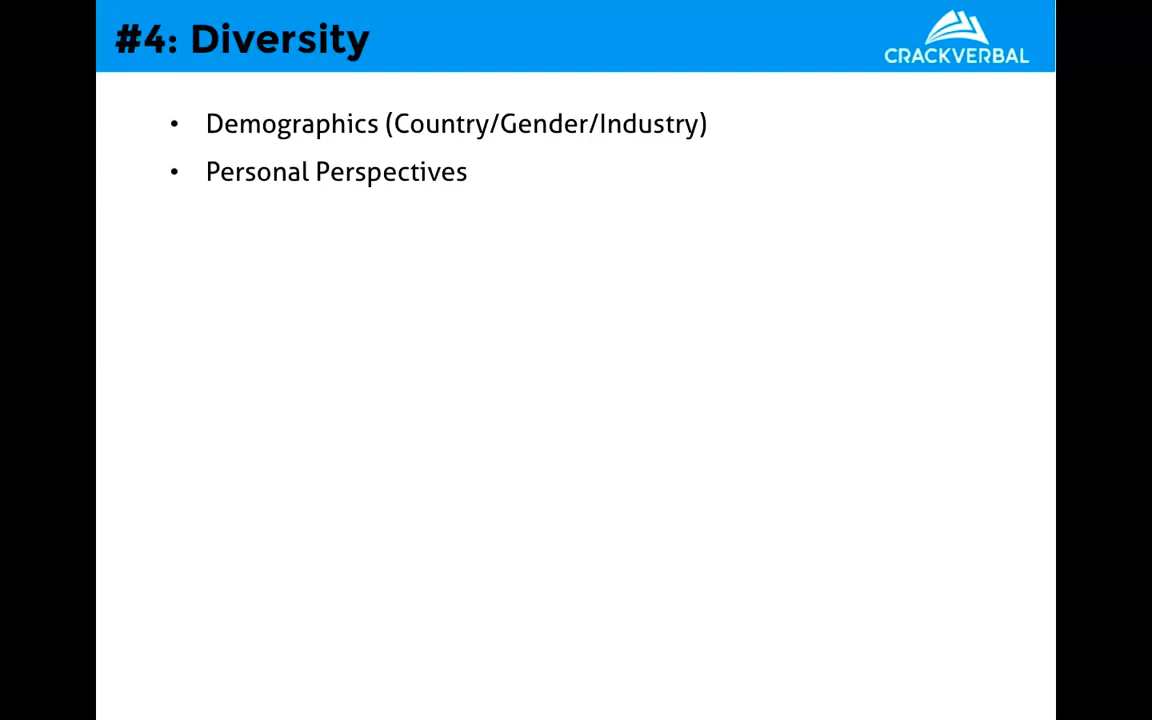 #4: Diversity
CRACKVERBAL
• Demographics (Country/Gender/Industry)
• Personal Perspectives